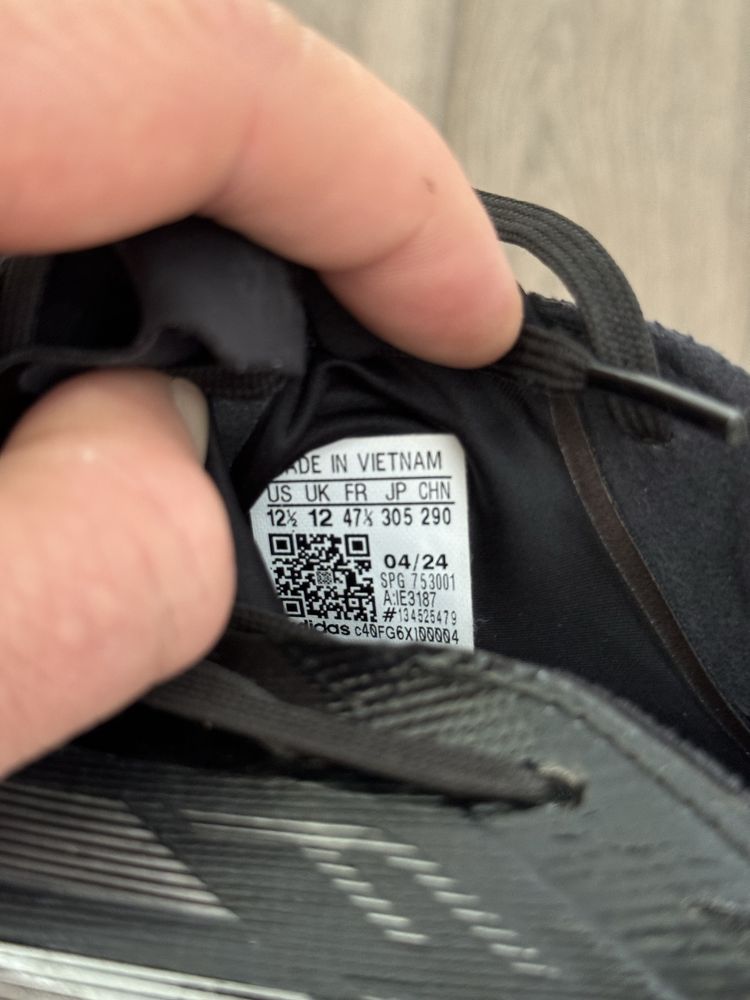 MADE IN VIETNAM
US UK FR JP CHN
12½ 12 47⅓ 305 290
04/24
SPG 753001
A:IE3187
#134525479
adidas c40FG6X100004